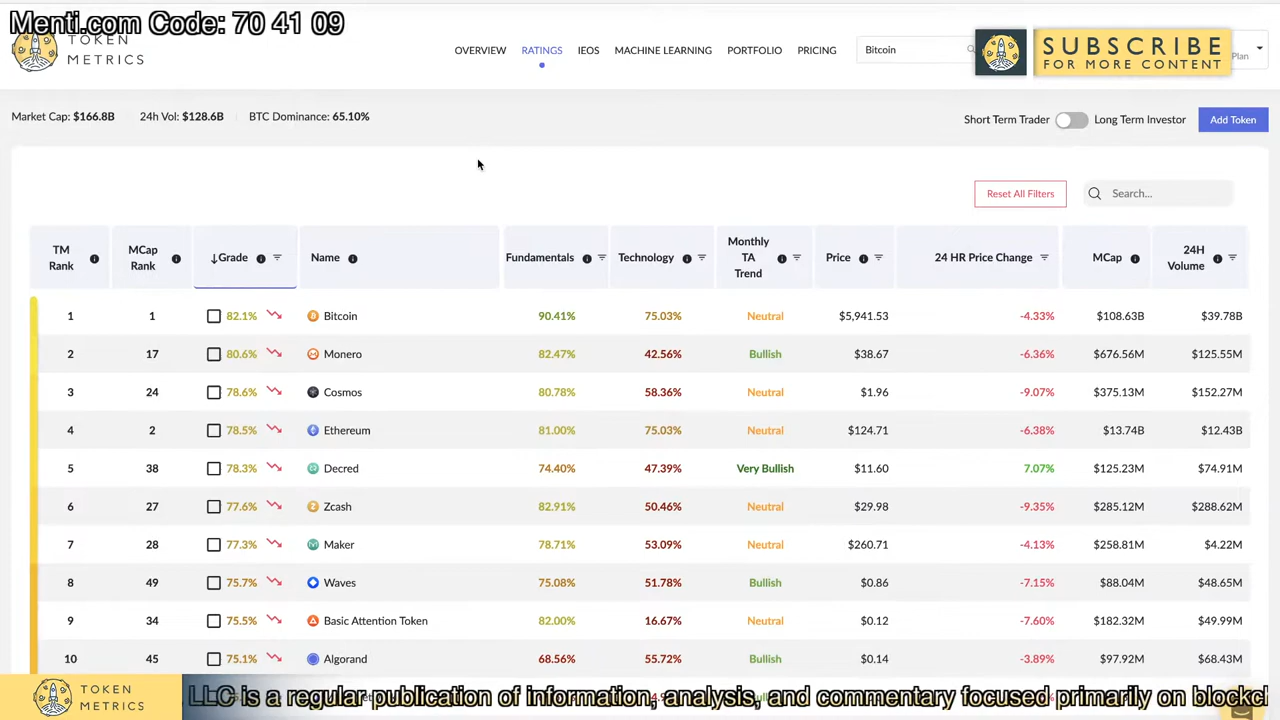 Menti.com Code: 70 41 09
TOKEN
METRICS
OVERVIEW RATINGS IEOS MACHINE LEARNING PORTFOLIO PRICING
Bitcoin
SUBSCRIBE
FOR MORE CONTENT
Plan
Market Cap: $166.8B 24h Vol: $128.6B BTC Dominance: 65.10%
Short Term Trader Long Term Investor Add Token
Reset All Filters Search...
TM Rank MCap Rank ↓Grade Name Fundamentals Technology Monthly TA Trend Price 24 HR Price Change MCap 24H Volume
1 1 82.1% Bitcoin 90.41% 75.03% Neutral $5,941.53 -4.33% $108.63B $39.78B
2 17 80.6% Monero 82.47% 42.56% Bullish $38.67 -6.36% $676.56M $125.55M
3 24 78.6% Cosmos 80.78% 58.36% Neutral $1.96 -9.07% $375.13M $152.27M
4 2 78.5% Ethereum 81.00% 75.03% Neutral $124.71 -6.38% $13.74B $12.43B
5 38 78.3% Decred 74.40% 47.39% Very Bullish $11.60 7.07% $125.23M $74.91M
6 27 77.6% Zcash 82.91% 50.46% Neutral $29.98 -9.35% $285.12M $288.62M
7 28 77.3% Maker 78.71% 53.09% Neutral $260.71 -4.13% $258.81M $4.22M
8 49 75.7% Waves 75.08% 51.78% Bullish $0.86 -7.15% $88.04M $48.65M
9 34 75.5% Basic Attention Token 82.00% 16.67% Neutral $0.12 -7.60% $182.32M $49.99M
10 45 75.1% Algorand 68.56% 55.72% Bullish $0.14 -3.89% $97.92M $68.43M
TOKEN
METRICS
LLC is a regular publication of information, analysis, and commentary focused primarily on blockch